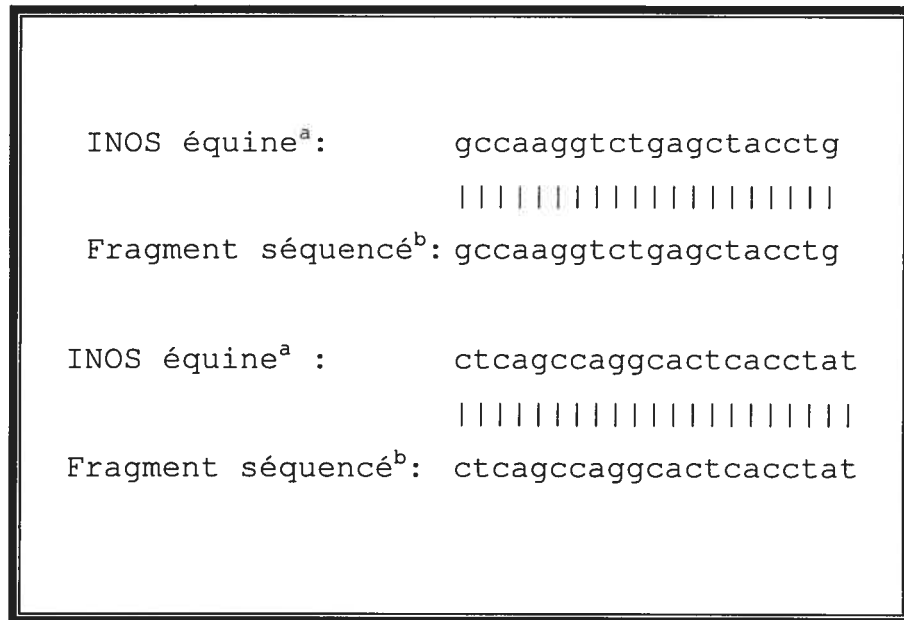 INOS équineᵃ: gccaaggtctgagctacctg
||||||||||||||||||||
Fragment séquencéᵇ: gccaaggtctgagctacctg
INOS équineᵃ : ctcagccaggcactcacctat
|||||||||||||||||||||
Fragment séquencéᵇ: ctcagccaggcactcacctat